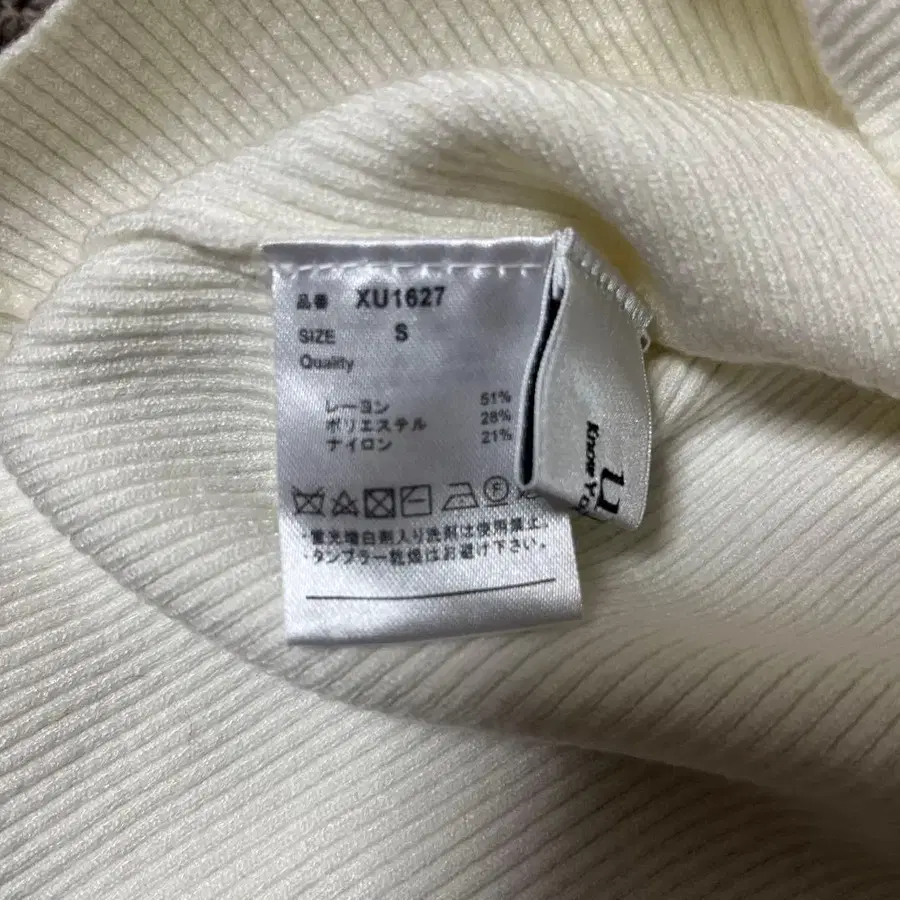 品番 XU1627
SIZE S
Quality
レーヨン 51%
ポリエステル 28%
ナイロン 21%
・蛍光増白剤入り洗剤は使用禁止。
・タンブラー乾燥はお避け下さい。
U
Know Yo